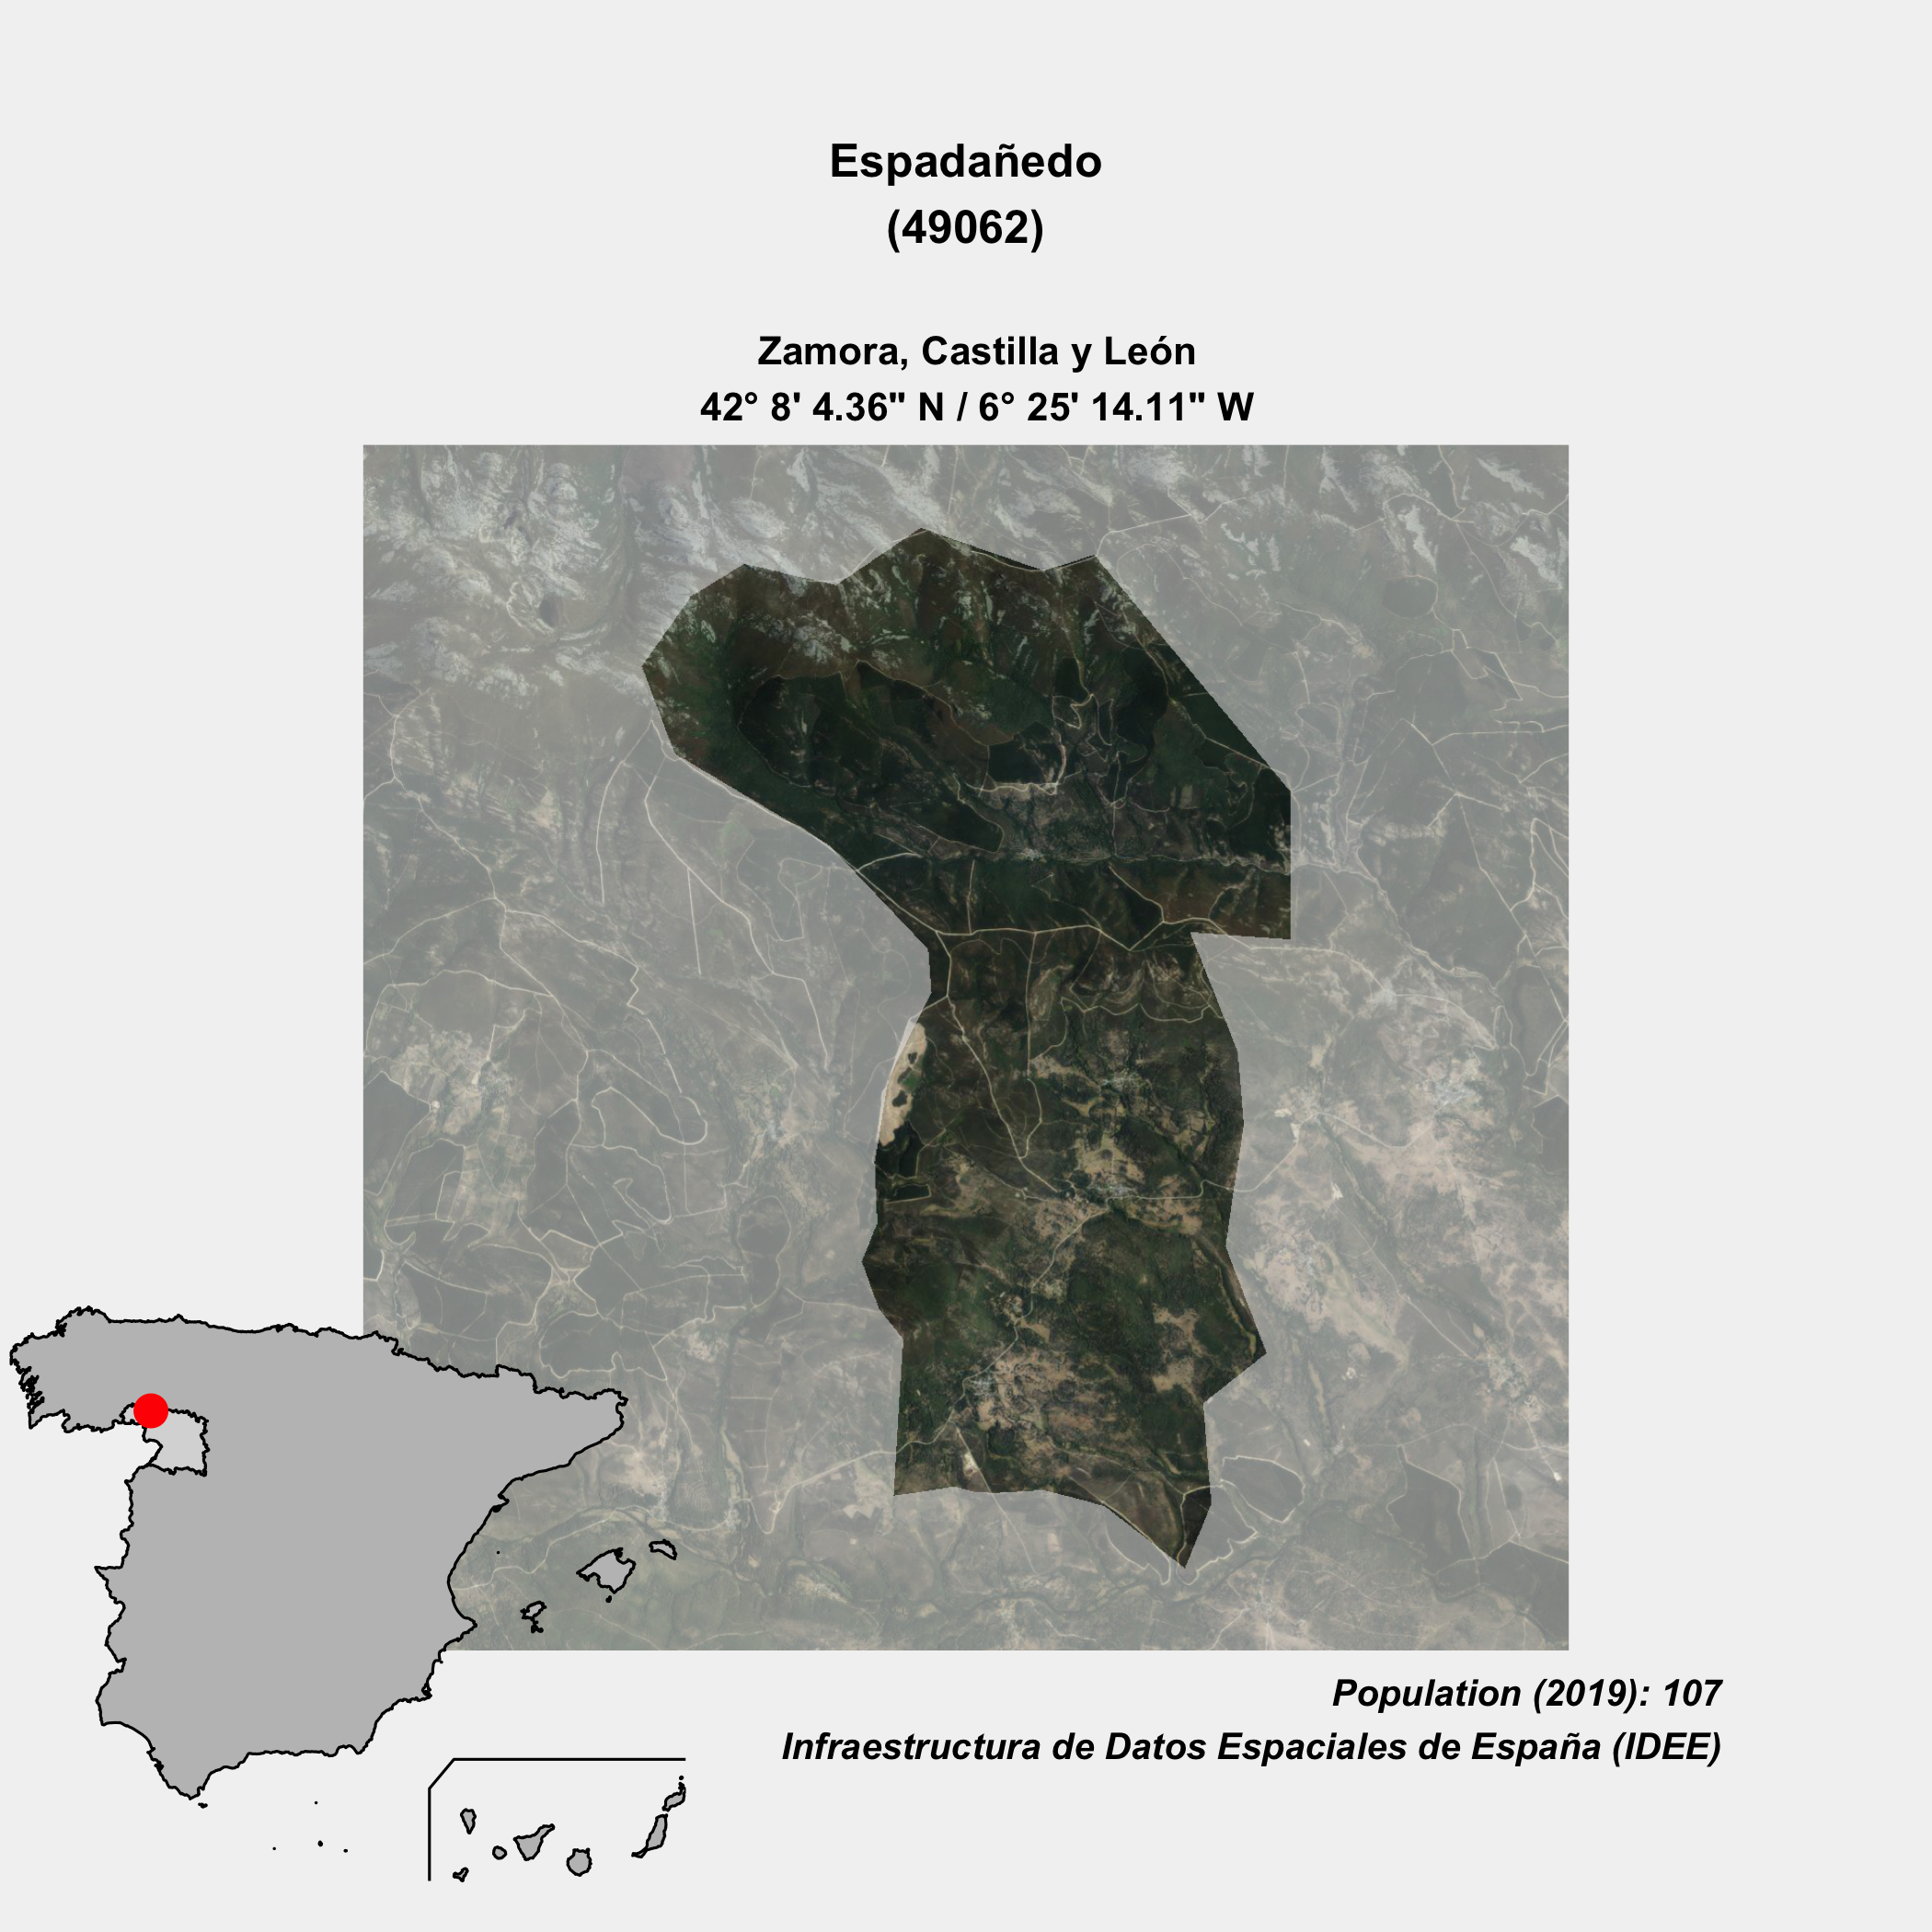 Espadañedo
(49062)
Zamora, Castilla y León
42° 8' 4.36" N / 6° 25' 14.11" W
Population (2019): 107
Infraestructura de Datos Espaciales de España (IDEE)